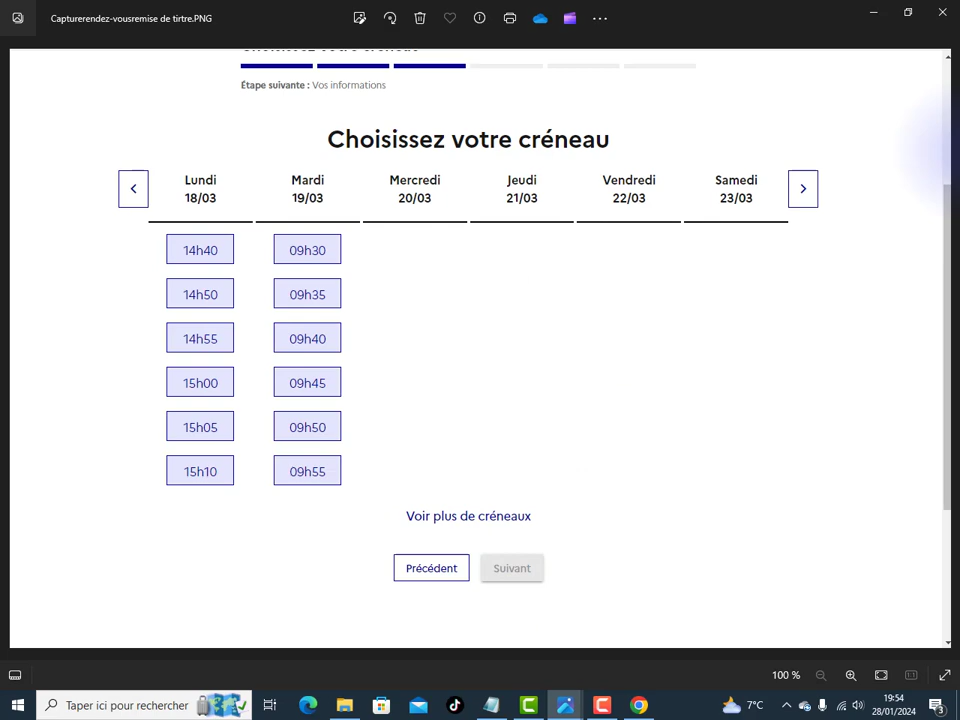 Capturerendez-vousremise de tirtre.PNG
Étape suivante : Vos informations
Choisissez votre créneau
Lundi
18/03
Mardi
19/03
Mercredi
20/03
Jeudi
21/03
Vendredi
22/03
Samedi
23/03
14h40 09h30
14h50 09h35
14h55 09h40
15h00 09h45
15h05 09h50
15h10 09h55
Voir plus de créneaux
Précédent Suivant
100 %
Taper ici pour rechercher
7°C
19:54
28/01/2024
3